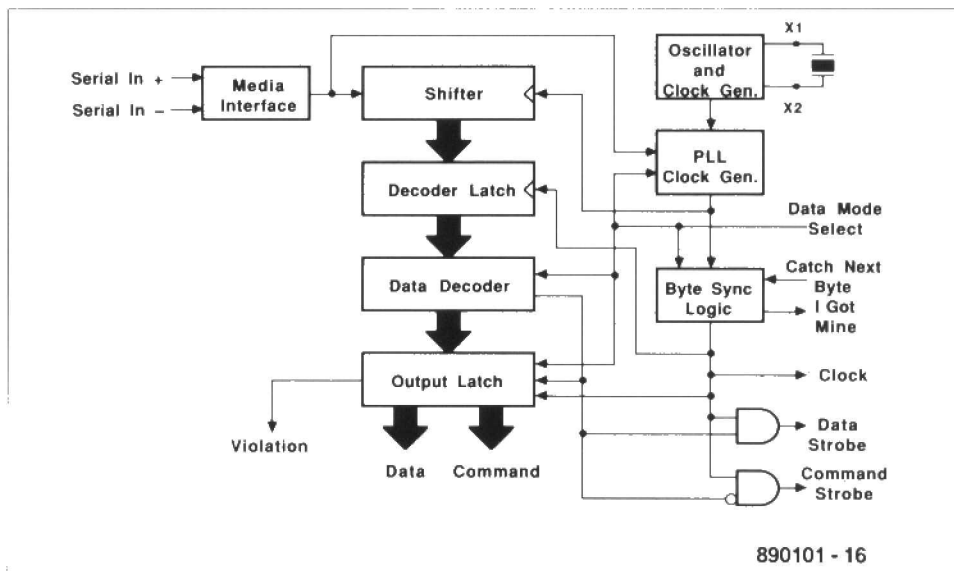 X1
Oscillator
and
Clock Gen.
X2
Serial In +
Serial In –
Media
Interface
Shifter
PLL
Clock Gen.
Decoder Latch
Data Mode
Select
Data Decoder
Byte Sync
Logic
Catch Next
Byte
I Got
Mine
Output Latch
Clock
Violation
Data
Command
Data
Strobe
Command
Strobe
890101 - 16